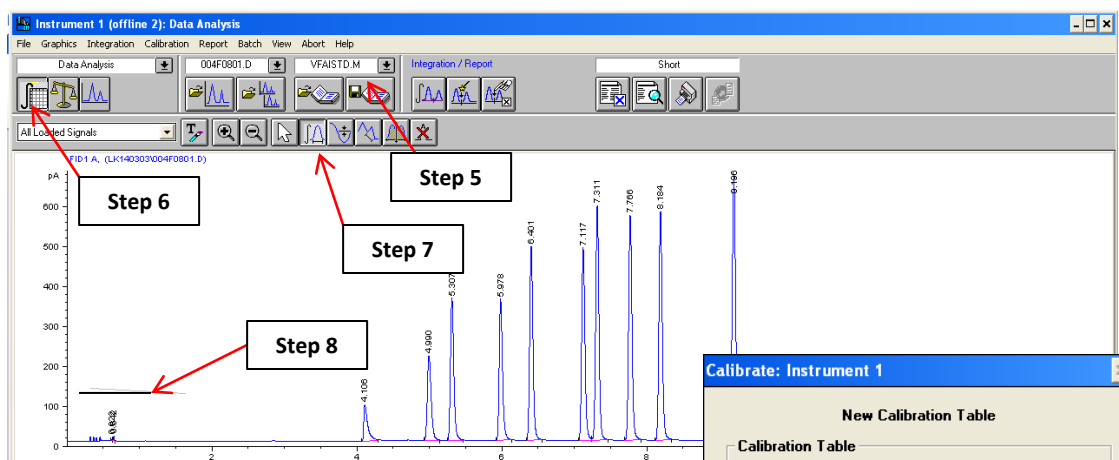 Instrument 1 (offline 2): Data Analysis
File Graphics Integration Calibration Report Batch View Abort Help
Data Analysis 004F0801.D VFAISTD.M Integration / Report Short
All Loaded Signals
FID1 A, (LK140303\004F0801.D)
pA
600
500
400
300
200
100
0
2
4
6
8
4.106
4.990
5.307
5.978
6.401
7.117
7.311
7.766
8.184
9.196
Step 5
Step 6
Step 7
Step 8
Calibrate: Instrument 1
New Calibration Table
Calibration Table